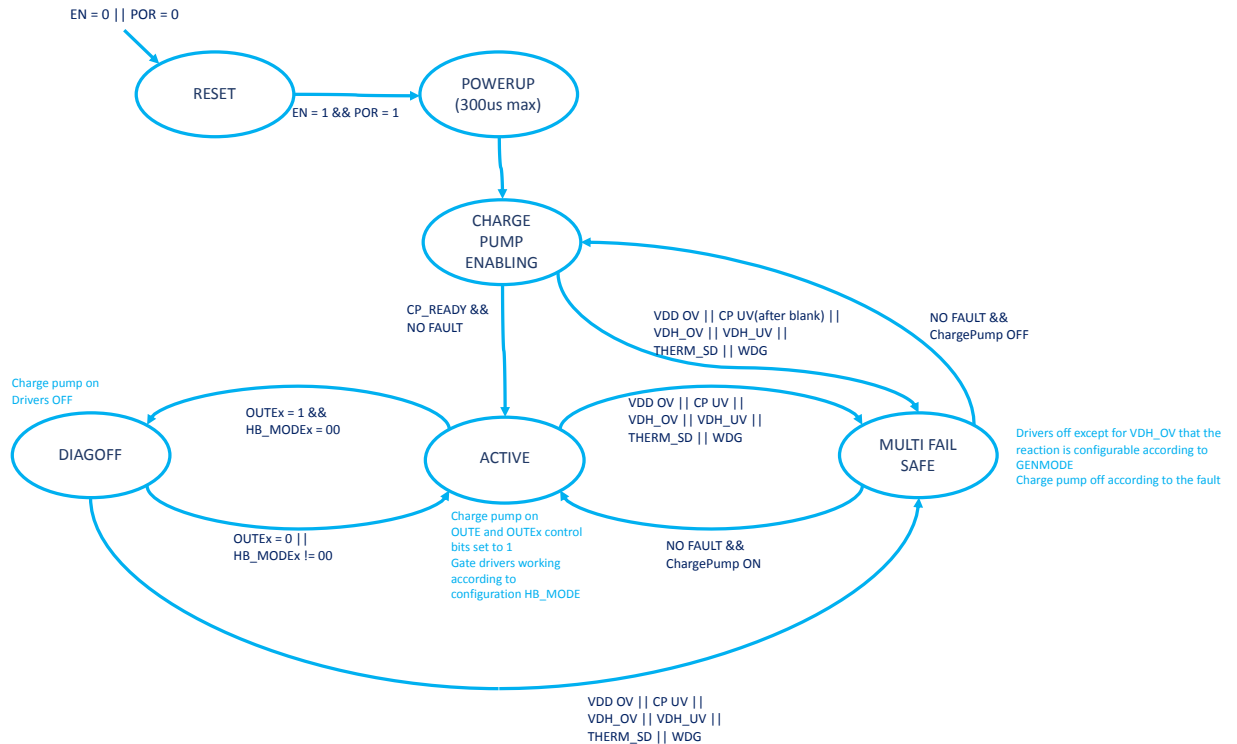 EN = 0 || POR = 0
RESET
EN = 1 && POR = 1
POWERUP
(300us max)
CHARGE
PUMP
ENABLING
CP_READY &&
NO FAULT
VDD OV || CP UV(after blank) ||
VDH_OV || VDH_UV ||
THERM_SD || WDG
NO FAULT &&
ChargePump OFF
Charge pump on
Drivers OFF
DIAGOFF
OUTEx = 1 &&
HB_MODEx = 00
OUTEx = 0 ||
HB_MODEx != 00
ACTIVE
Charge pump on
OUTE and OUTEx control
bits set to 1
Gate drivers working
according to
configuration HB_MODE
VDD OV || CP UV ||
VDH_OV || VDH_UV ||
THERM_SD || WDG
NO FAULT &&
ChargePump ON
MULTI FAIL
SAFE
Drivers off except for VDH_OV that the
reaction is configurable according to
GENMODE
Charge pump off according to the fault
VDD OV || CP UV ||
VDH_OV || VDH_UV ||
THERM_SD || WDG